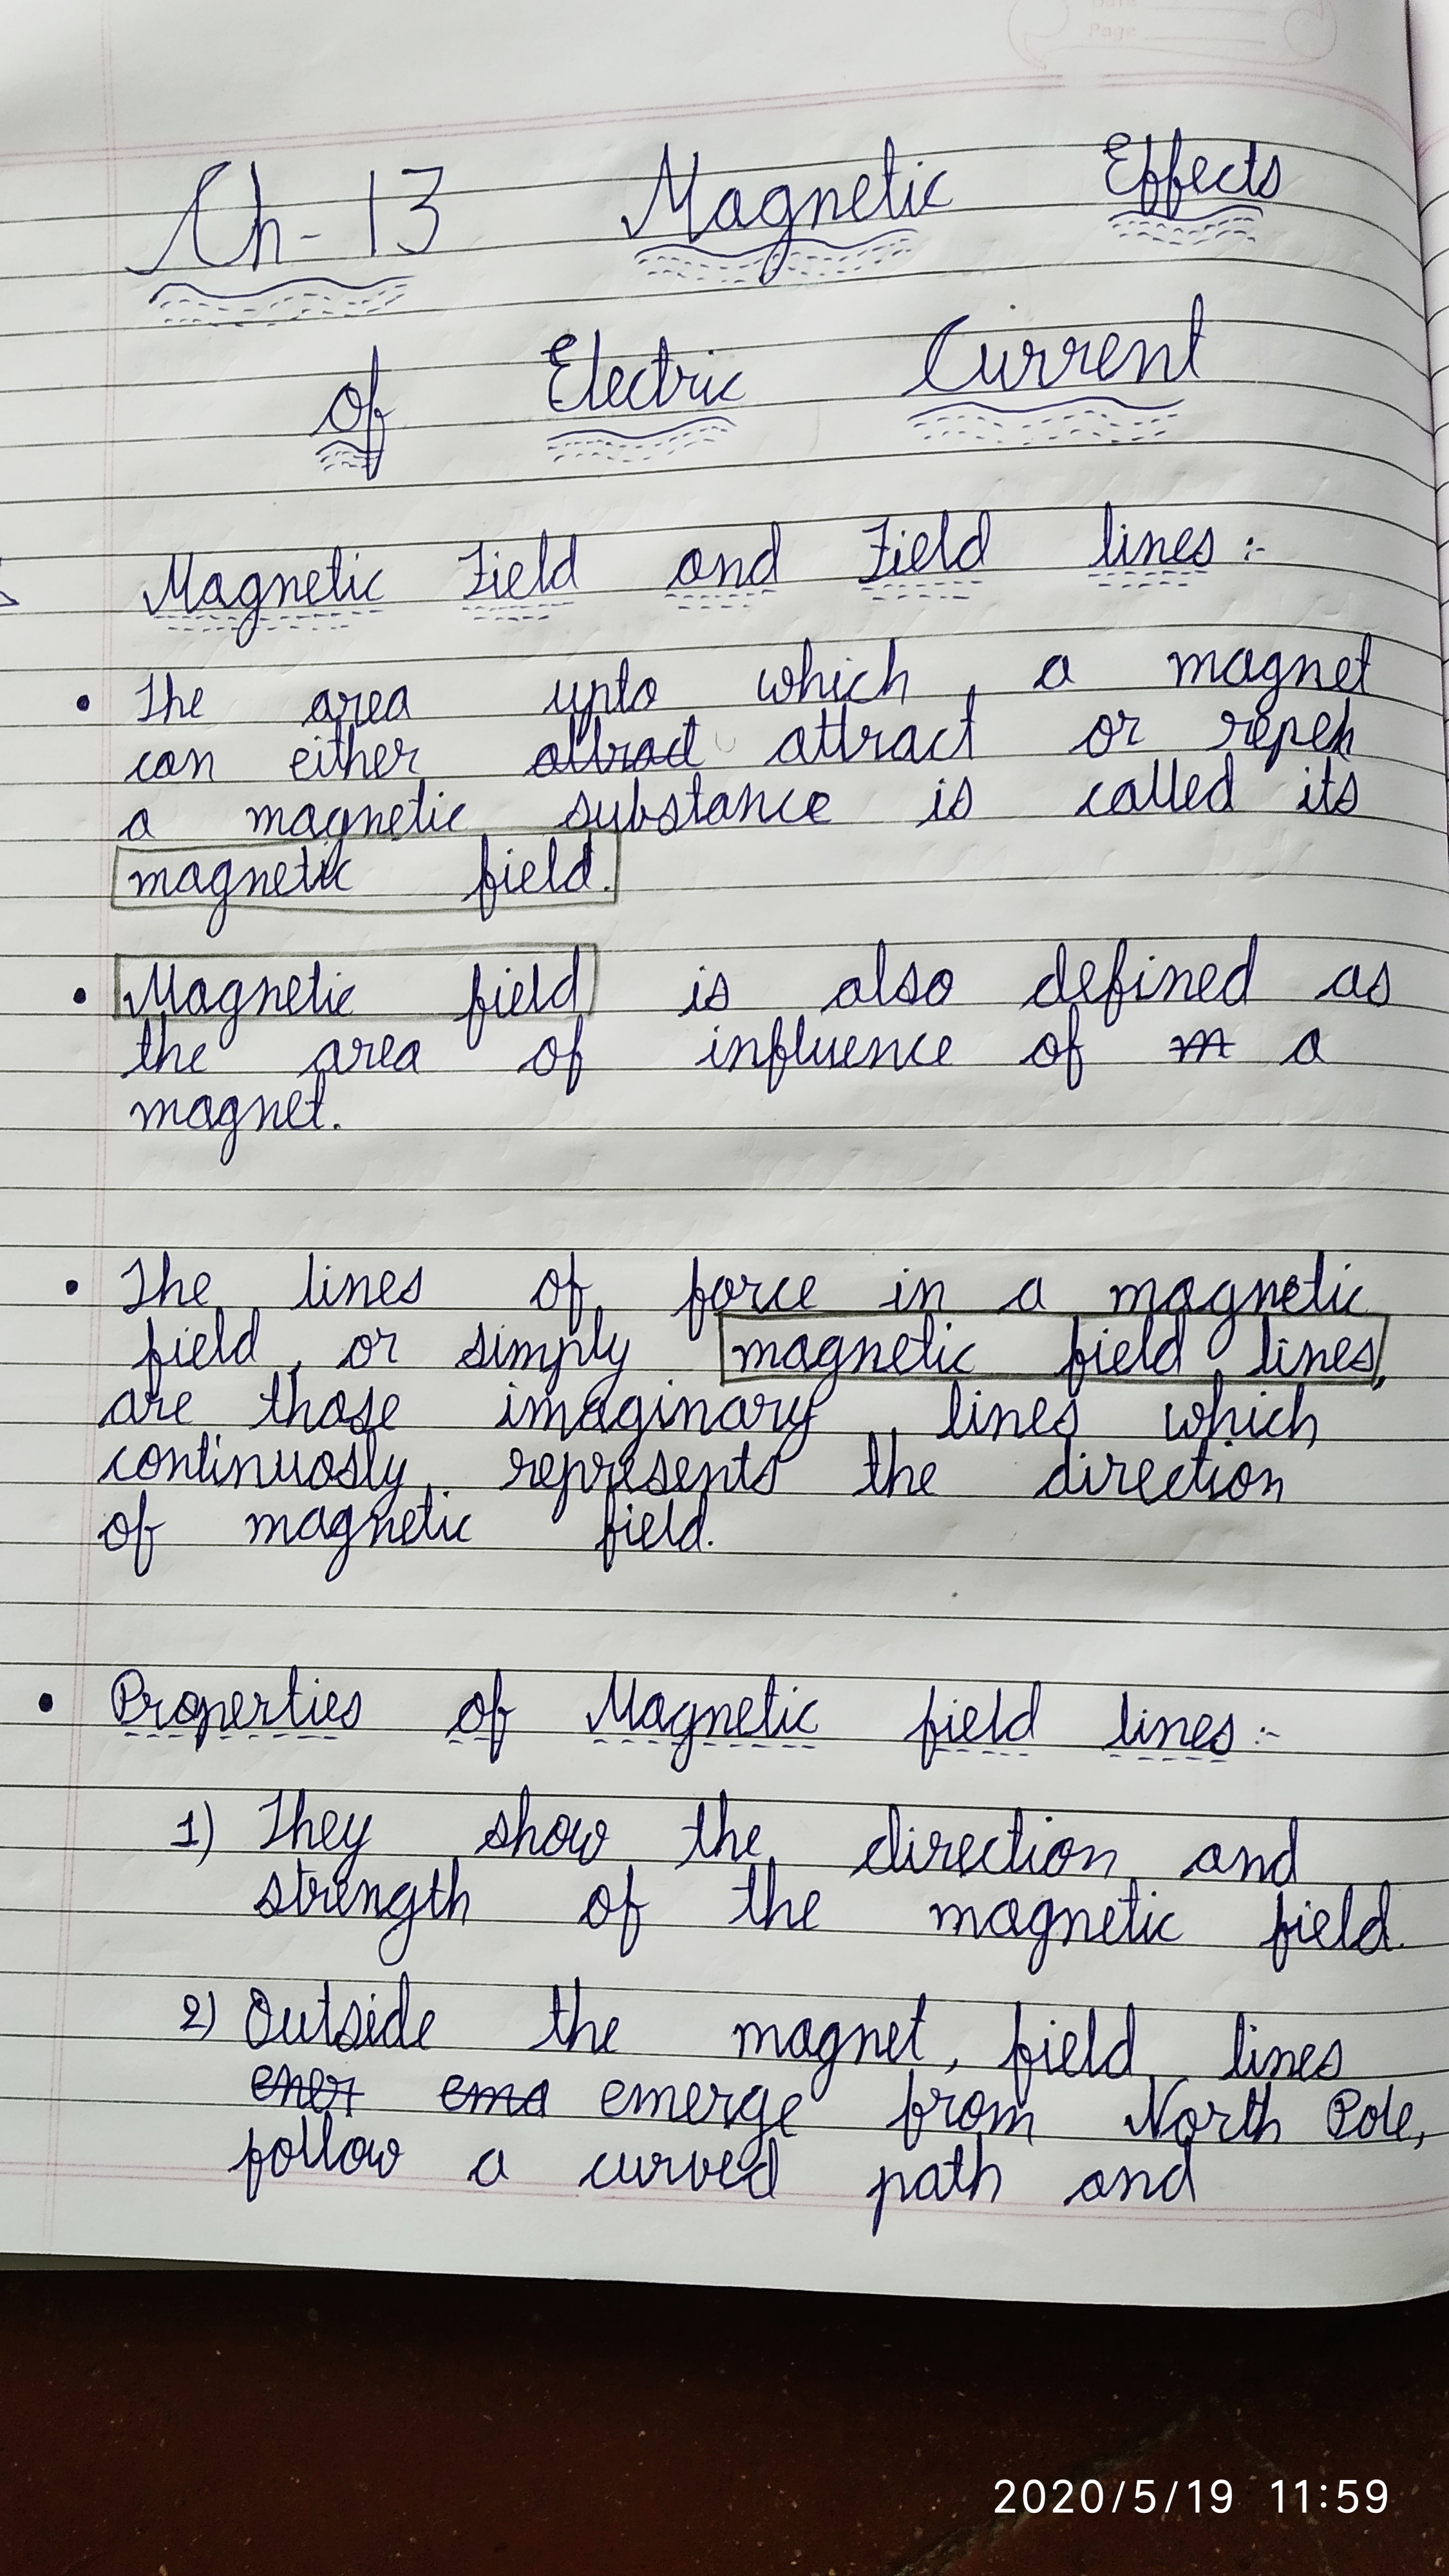 Date
Page
Ch-13 Magnetic Effects
of Electric Current
Magnetic Field and Field lines :-
• The area upto which, a magnet
can either attract attract or repel
a magnetic substance is called its
magnetic field.
• Magnetic field is also defined as
the area of influence of m a
magnet.
• The lines of force in a magnetic
field, or simply magnetic field lines,
are those imaginary lines which
continuosly represents the direction
of magnetic field.
• Properties of Magnetic field lines :-
1) They show the direction and
strength of the magnetic field.
2) Outside the magnet, field lines
emerge from North Pole,
follow a curved path and
2020/5/19 11:59